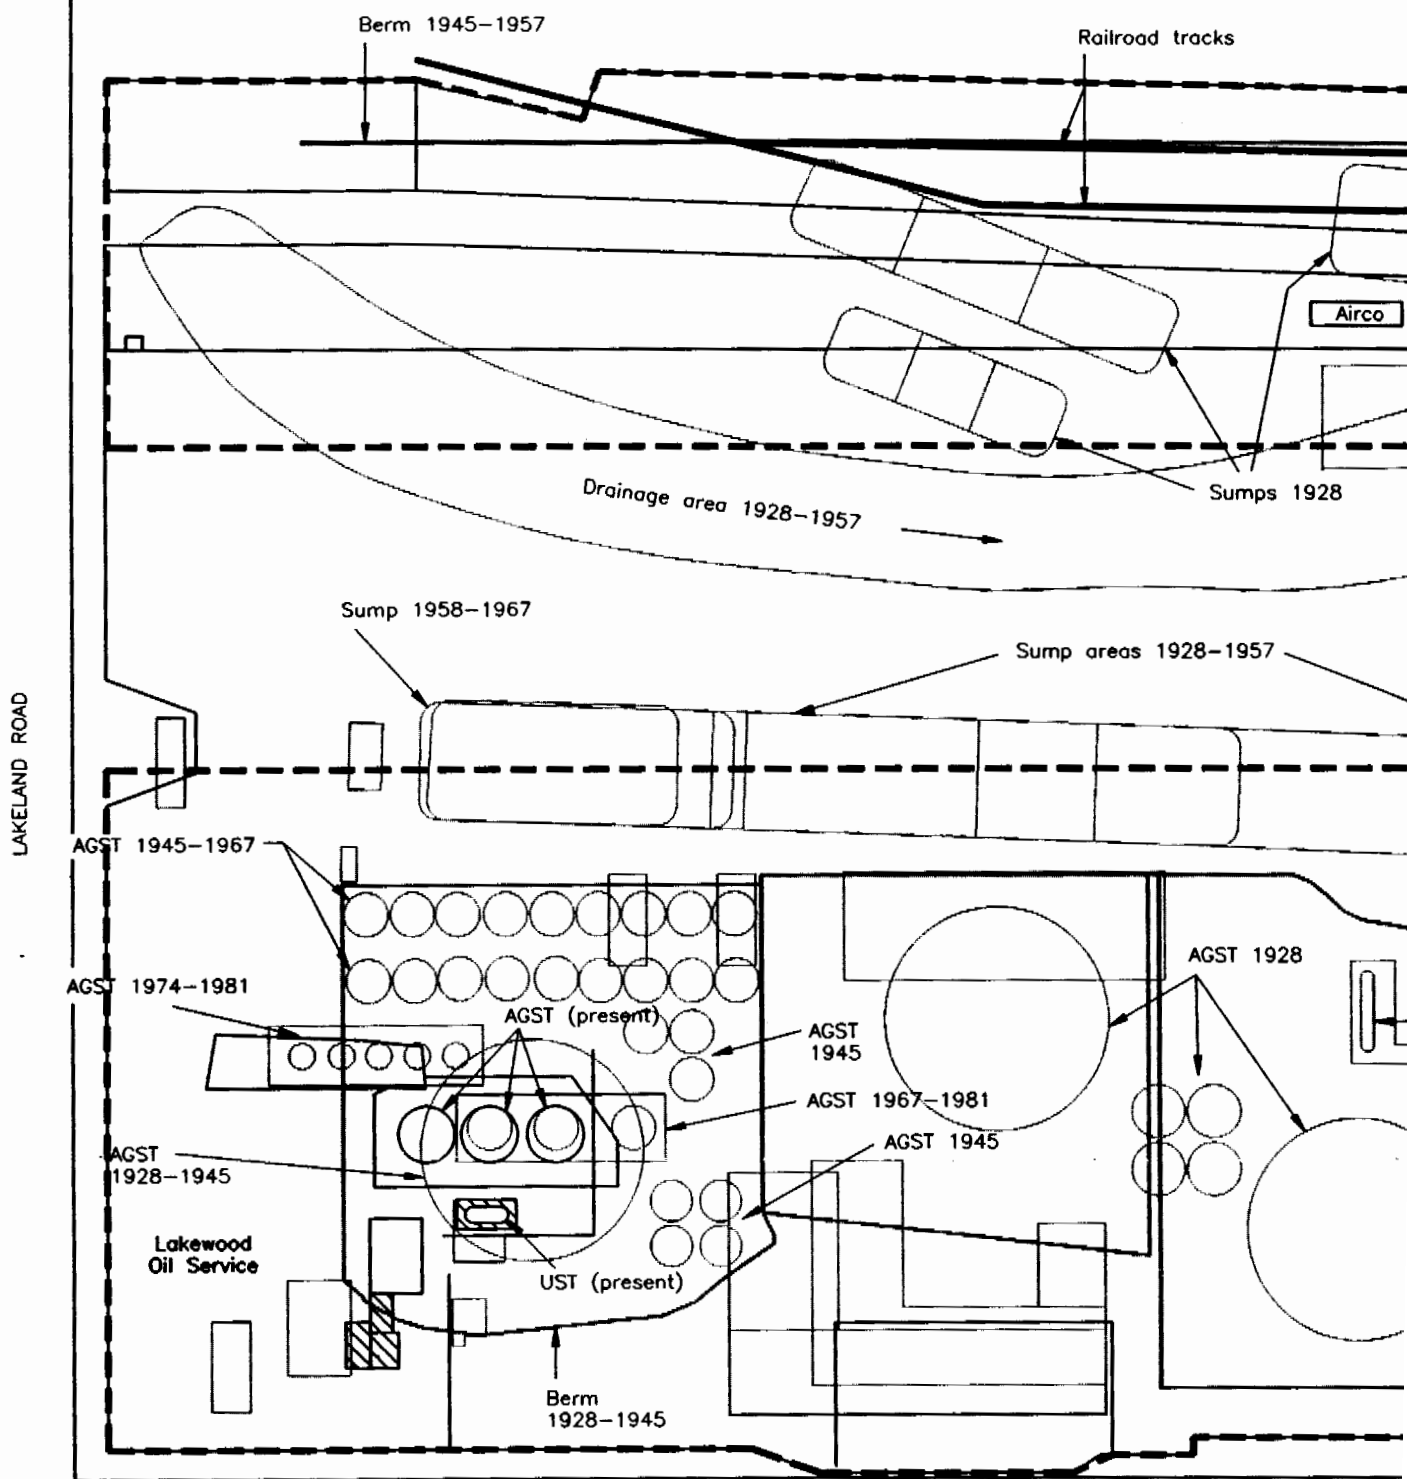 Berm 1945-1957
Railroad tracks
Airco
Sumps 1928
Drainage area 1928-1957
Sump 1958-1967
Sump areas 1928-1957
LAKELAND ROAD
AGST 1945-1967
AGST 1928
AGST 1974-1981
AGST (present)
AGST
1945
AGST 1967-1981
AGST 1945
AGST
1928-1945
Lakewood
Oil Service
UST (present)
Berm
1928-1945